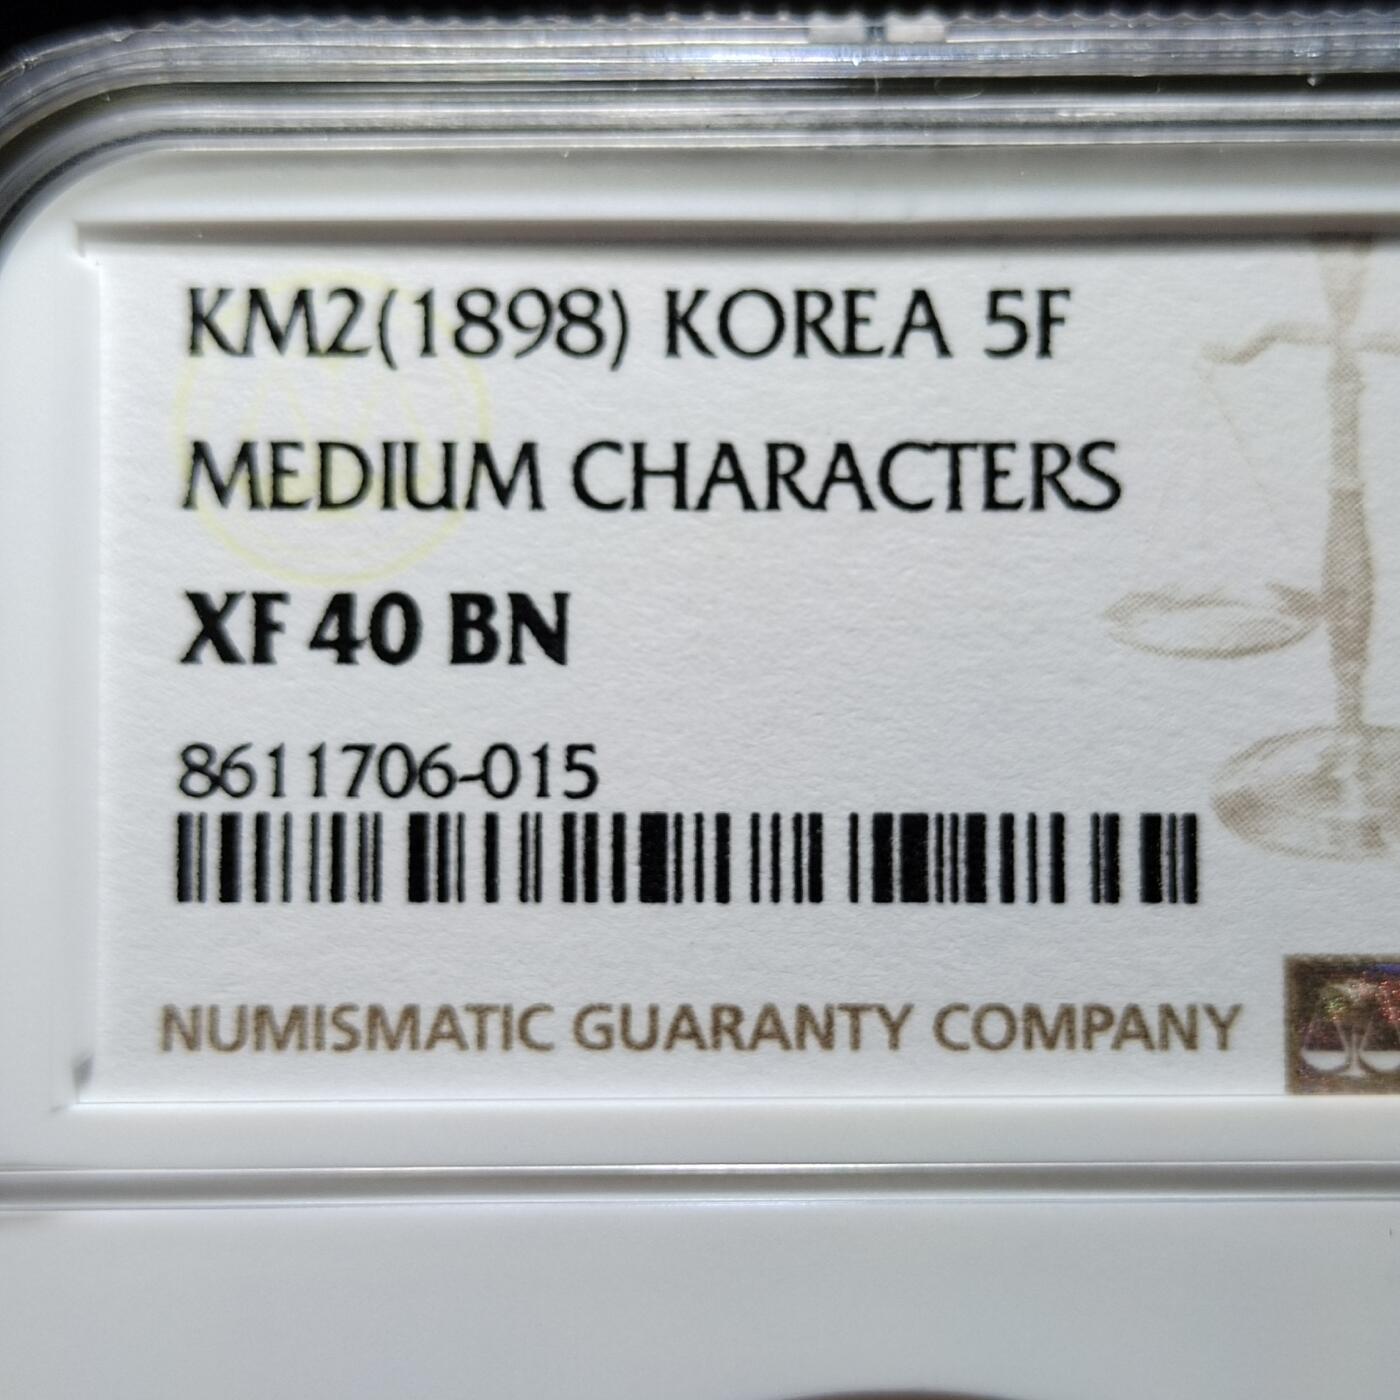 KM2(1898) KOREA 5F
MEDIUM CHARACTERS
XF 40 BN
8611706-015
NUMISMATIC GUARANTY COMPANY